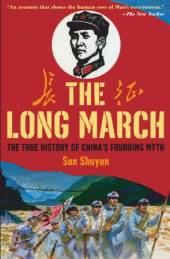 "An account that shows the human cost of Mao's revisionism." —The New Yorker
長 征
THE
LONG MARCH
THE TRUE HISTORY OF CHINA'S FOUNDING MYTH
Sun Shuyun